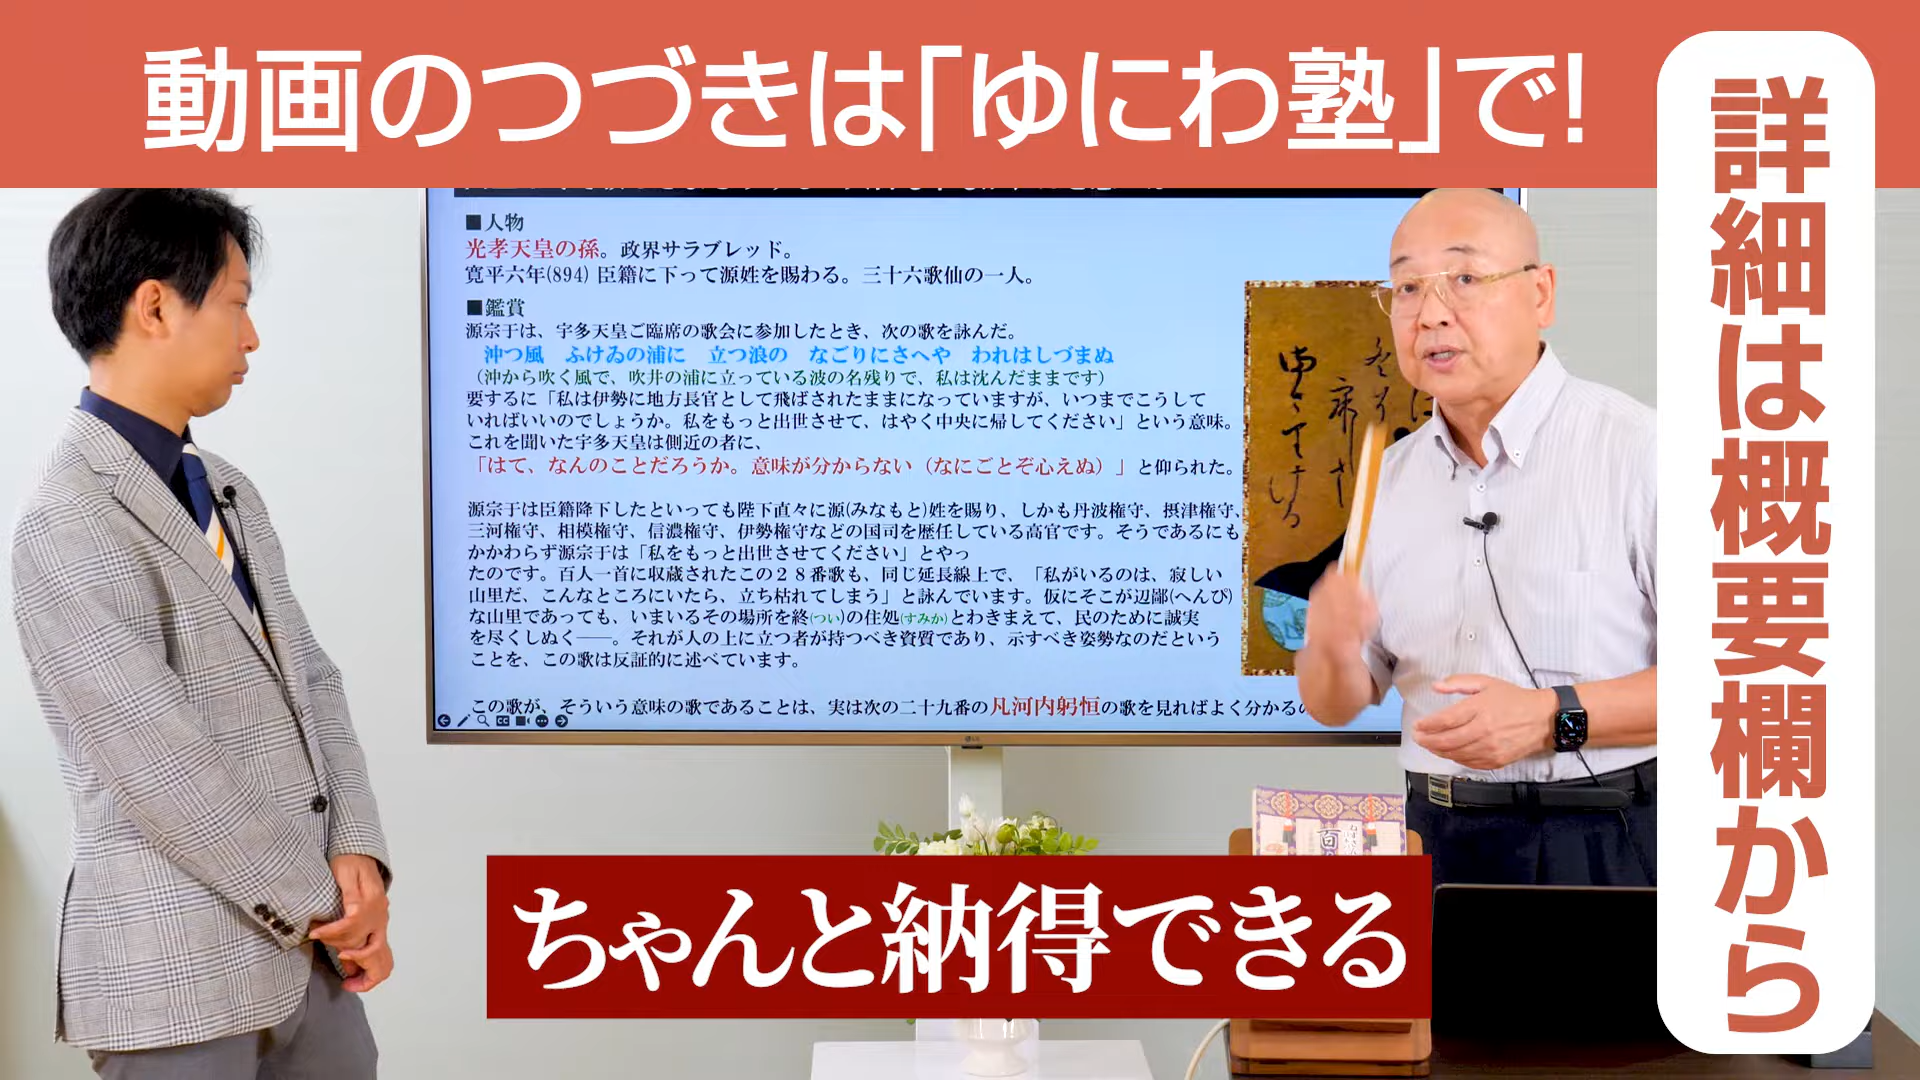 動画のつづきは「ゆにわ塾」で!
詳細は概要欄から
■人物
光孝天皇の孫。政界サラブレッド。
寛平六年(894) 臣籍に下って源姓を賜わる。三十六歌仙の一人。
■鑑賞
源宗于は、宇多天皇ご臨席の歌会に参加したとき、次の歌を詠んだ。
沖つ風　ふけゐの浦に　立つ浪の　なごりにさへや　われはしづまぬ
（沖から吹く風で、吹井の浦に立っている波の名残りで、私は沈んだままです）
要するに「私は伊勢に地方長官として飛ばされたままになっていますが、いつまでこうして
いればいいのでしょうか。私をもっと出世させて、はやく中央に帰してください」という意味。
これを聞いた宇多天皇は側近の者に、
「はて、なんのことだろうか。意味が分からない（なにごとぞ心えぬ）」と仰られた。
源宗于は臣籍降下したといっても陛下直々に源(みなもと)姓を賜り、しかも丹波権守、摂津権守、
三河権守、相模権守、信濃権守、伊勢権守などの国司を歴任している高官です。そうであるにも
かかわらず源宗于は「私をもっと出世させてください」とやっ
たのです。百人一首に収蔵されたこの２８番歌も、同じ延長線上で、「私がいるのは、寂しい
山里だ、こんなところにいたら、立ち枯れてしまう」と詠んでいます。仮にそこが辺鄙(へんぴ)
な山里であっても、いまいるその場所を終(つい)の住処(すみか)とわきまえて、民のために誠実
を尽くしぬく――。それが人の上に立つ者が持つべき資質であり、示すべき姿勢なのだという
ことを、この歌は反証的に述べています。
この歌が、そういう意味の歌であることは、実は次の二十九番の凡河内躬恒の歌を見ればよく分かるの
LG
ちゃんと納得できる